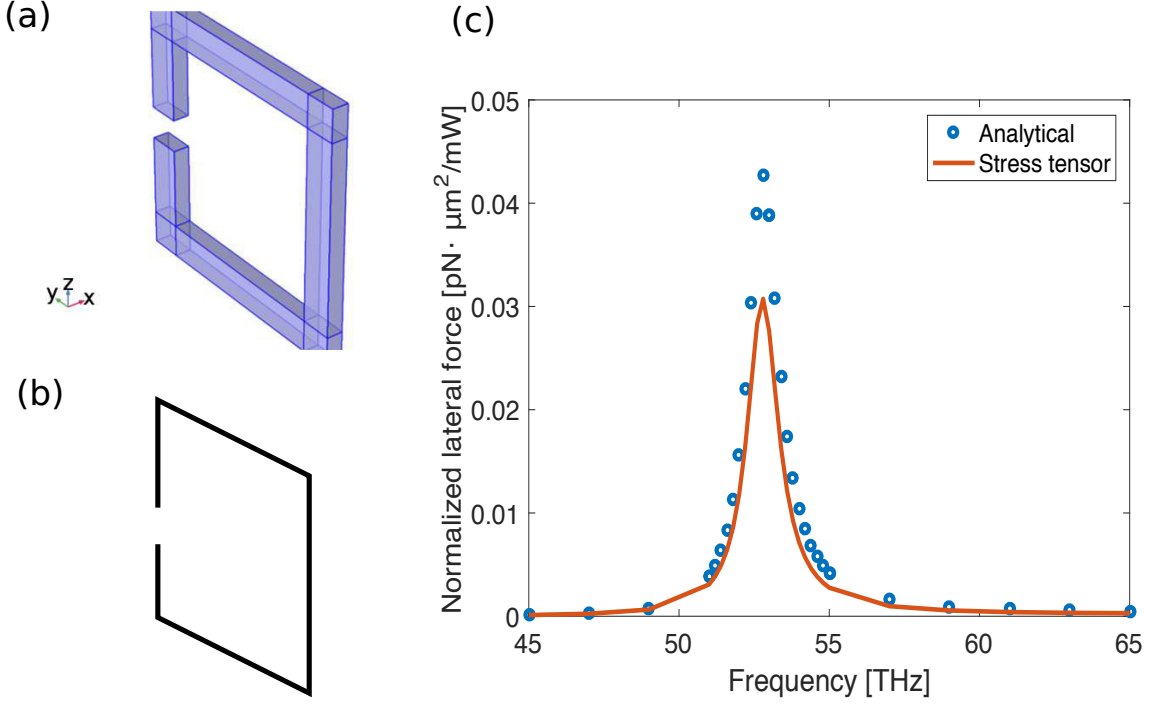 (a)
y z x
(b)
(c)
Normalized lateral force [pN· µm²/mW]
0.05
0.04
0.03
0.02
0.01
0
Analytical
Stress tensor
45 50 55 60 65
Frequency [THz]